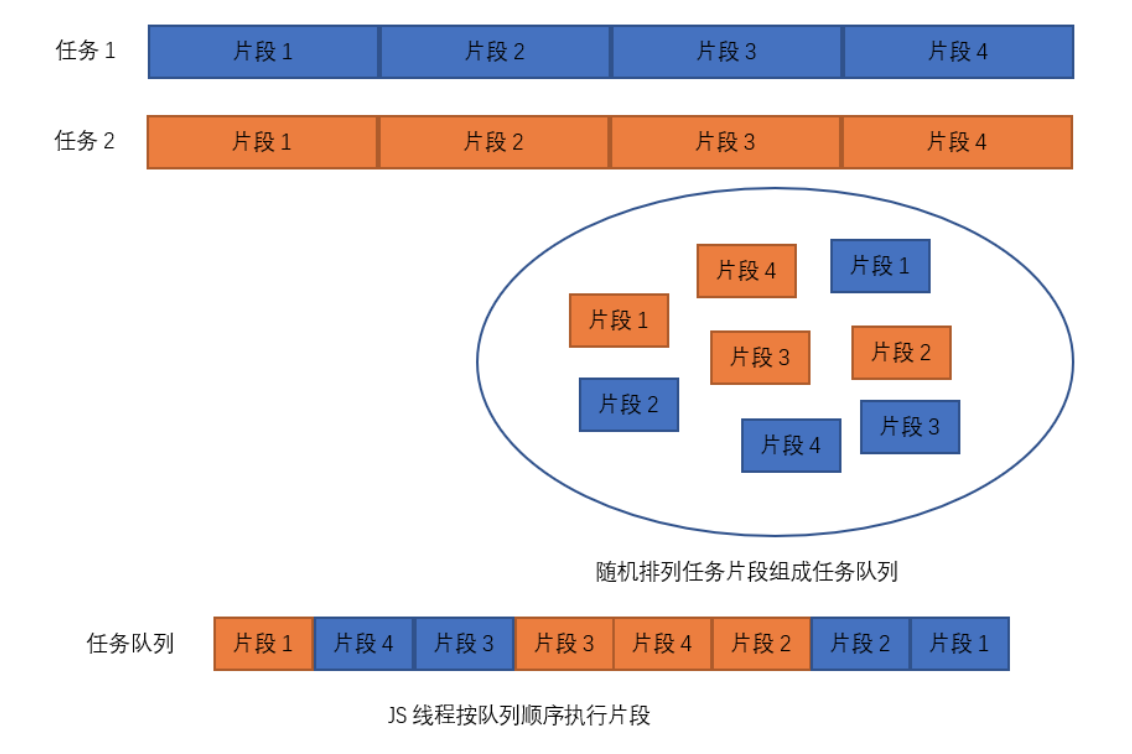 任务 1 片段 1 片段 2 片段 3 片段 4
任务 2 片段 1 片段 2 片段 3 片段 4
片段 4 片段 1
片段 1
片段 3 片段 2
片段 2
片段 4 片段 3
随机排列任务片段组成任务队列
任务队列 片段 1 片段 4 片段 3 片段 3 片段 4 片段 2 片段 2 片段 1
JS 线程按队列顺序执行片段